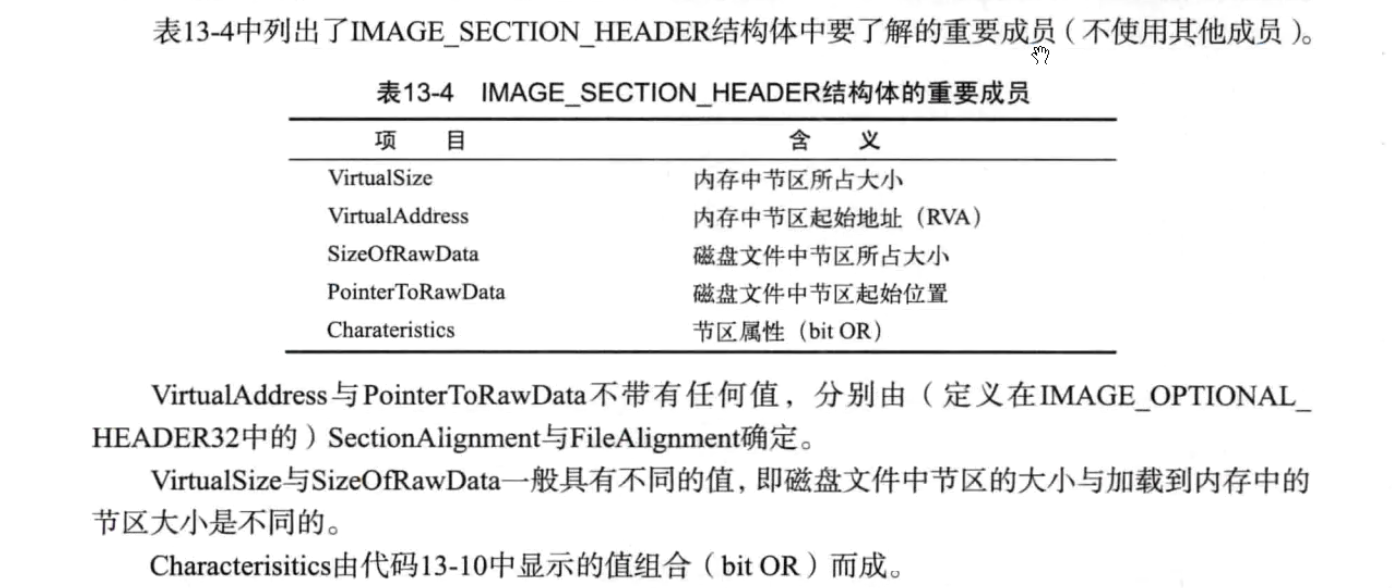 表13-4中列出了IMAGE_SECTION_HEADER结构体中要了解的重要成员（不使用其他成员）。
表13-4 IMAGE_SECTION_HEADER结构体的重要成员
项 目 含 义
VirtualSize 内存中节区所占大小
VirtualAddress 内存中节区起始地址（RVA）
SizeOfRawData 磁盘文件中节区所占大小
PointerToRawData 磁盘文件中节区起始位置
Charateristics 节区属性（bit OR）
VirtualAddress与PointerToRawData不带有任何值，分别由（定义在IMAGE_OPTIONAL_
HEADER32中的）SectionAlignment与FileAlignment确定。
VirtualSize与SizeOfRawData一般具有不同的值，即磁盘文件中节区的大小与加载到内存中的
节区大小是不同的。
Characterisitics由代码13-10中显示的值组合（bit OR）而成。